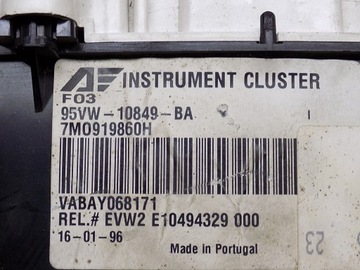 AF INSTRUMENT CLUSTER
F03
95VW-10849-BA
7M0919860H
VABAY068171
REL.# EVW2 E10494329 000
16-01-96 Made in Portugal
23